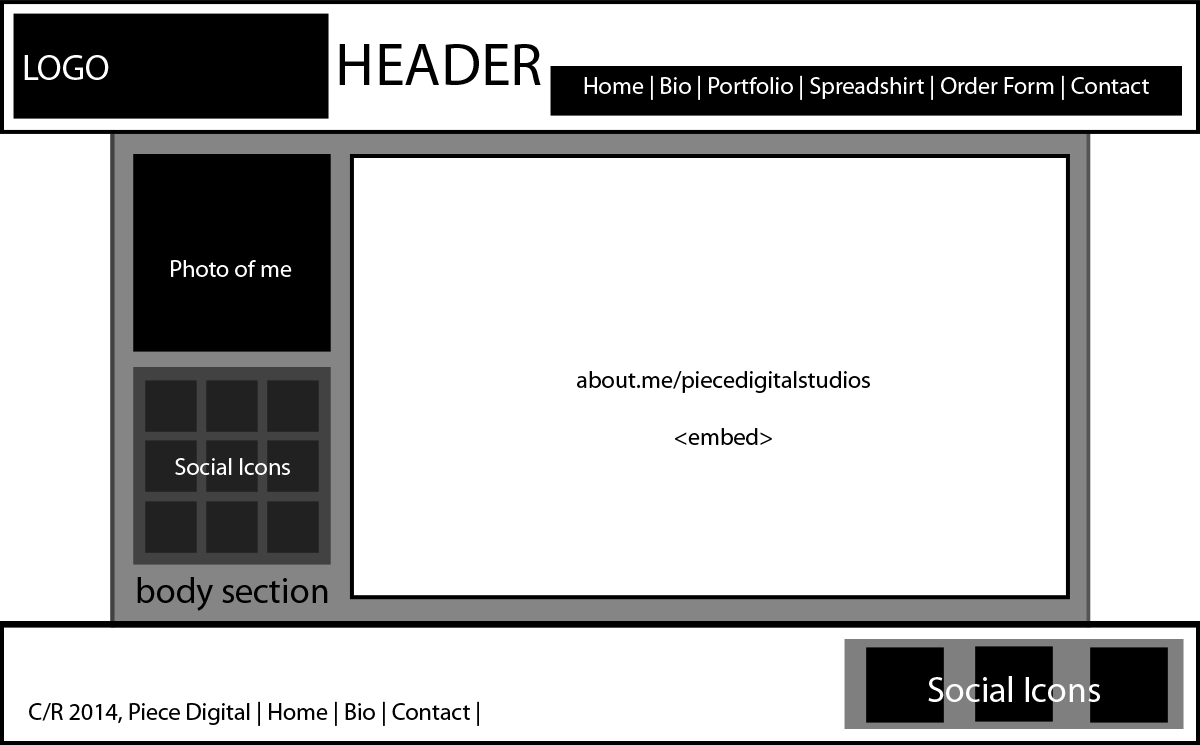 LOGO
HEADER
Home | Bio | Portfolio | Spreadshirt | Order Form | Contact
Photo of me
Social Icons
body section
about.me/piecedigitalstudios
<embed>
C/R 2014, Piece Digital | Home | Bio | Contact |
Social Icons